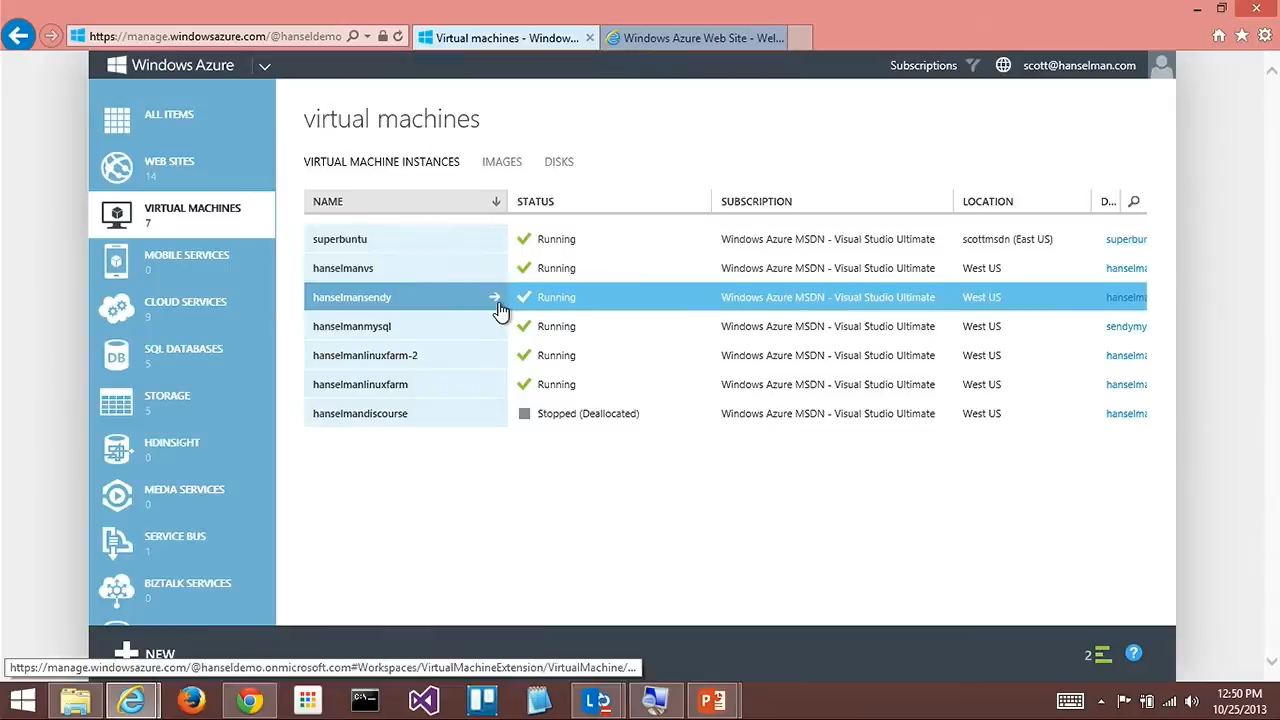 https://manage.windowsazure.com/@hanseldemo
Virtual machines - Window...
Windows Azure Web Site - Wel...
Windows Azure
Subscriptions
scott@hanselman.com
ALL ITEMS
WEB SITES
14
VIRTUAL MACHINES
7
MOBILE SERVICES
0
CLOUD SERVICES
9
DB
SQL DATABASES
5
STORAGE
5
HDINSIGHT
0
MEDIA SERVICES
0
SERVICE BUS
1
BIZTALK SERVICES
0
virtual machines
VIRTUAL MACHINE INSTANCES IMAGES DISKS
NAME STATUS SUBSCRIPTION LOCATION D...
superbuntu Running Windows Azure MSDN - Visual Studio Ultimate scottmsdn (East US) superbur
hanselmanvs Running Windows Azure MSDN - Visual Studio Ultimate West US hanselma
hanselmansendy Running Windows Azure MSDN - Visual Studio Ultimate West US hanselma
hanselmanmysql Running Windows Azure MSDN - Visual Studio Ultimate West US sendymy
hanselmanlinuxfarm-2 Running Windows Azure MSDN - Visual Studio Ultimate West US hanselma
hanselmanlinuxfarm Running Windows Azure MSDN - Visual Studio Ultimate West US hanselma
hanselmandiscourse Stopped (Deallocated) Windows Azure MSDN - Visual Studio Ultimate West US hanselma
NEW
2
?
https://manage.windowsazure.com/@hanseldemo.onmicrosoft.com#Workspaces/VirtualMachineExtension/VirtualMachine/...
12:50 PM
10/25/2013